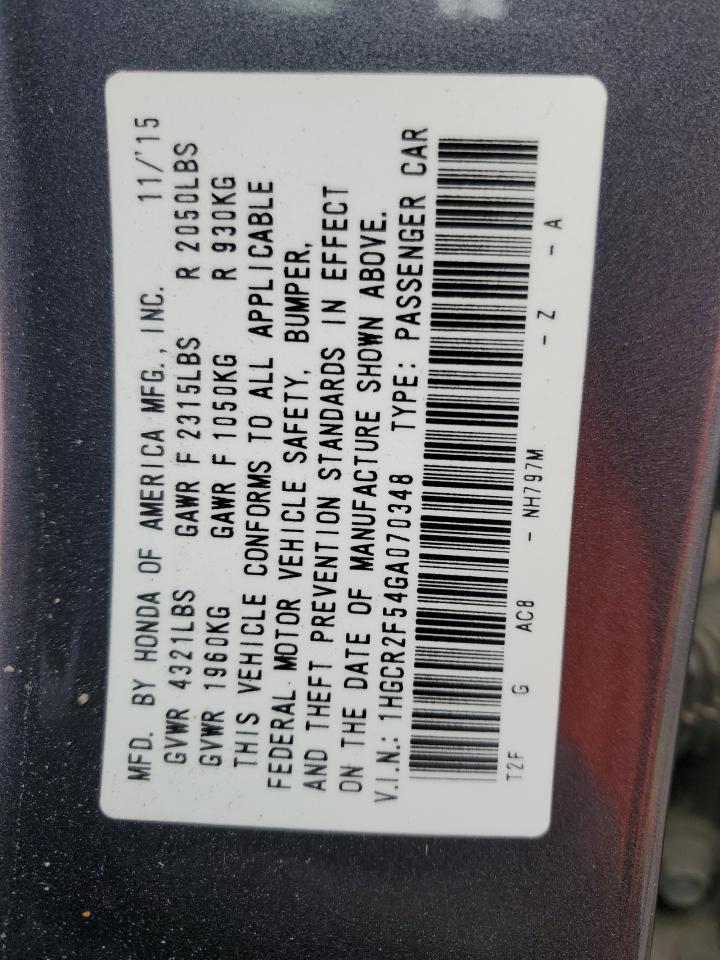 MFD. BY HONDA OF AMERICA MFG., INC. 11/'15
GVWR 4321LBS GAWR F 2315LBS R 2050LBS
GVWR 1960KG GAWR F 1050KG R 930KG
THIS VEHICLE CONFORMS TO ALL APPLICABLE
FEDERAL MOTOR VEHICLE SAFETY, BUMPER,
AND THEFT PREVENTION STANDARDS IN EFFECT
ON THE DATE OF MANUFACTURE SHOWN ABOVE.
V.I.N.: 1HGCR2F54GA070348 TYPE: PASSENGER CAR
T2F G AC8 - NH797M - Z - A